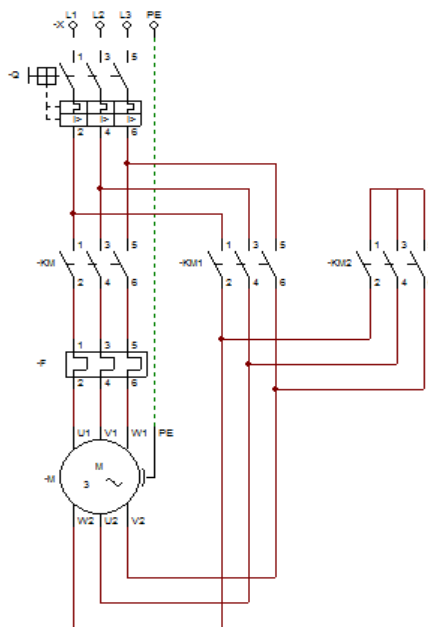 L1 L2 L3 PE
-X
1 3 5
-Q
I> I> I>
2 4 6
1 3 5 1 3 5 1 3
-KM -KM1 -KM2
2 4 6 2 4 6 2 4
1 3 5
-F
2 4 6
U1 V1 W1 PE
M
-M 3
W2 U2 V2